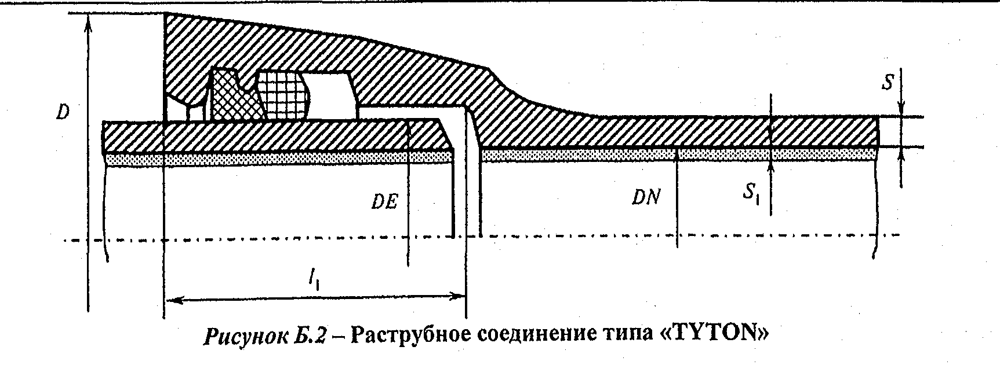 D
S
DE
DN
S₁
l₁
Рисунок Б.2 – Раструбное соединение типа «TYTON»